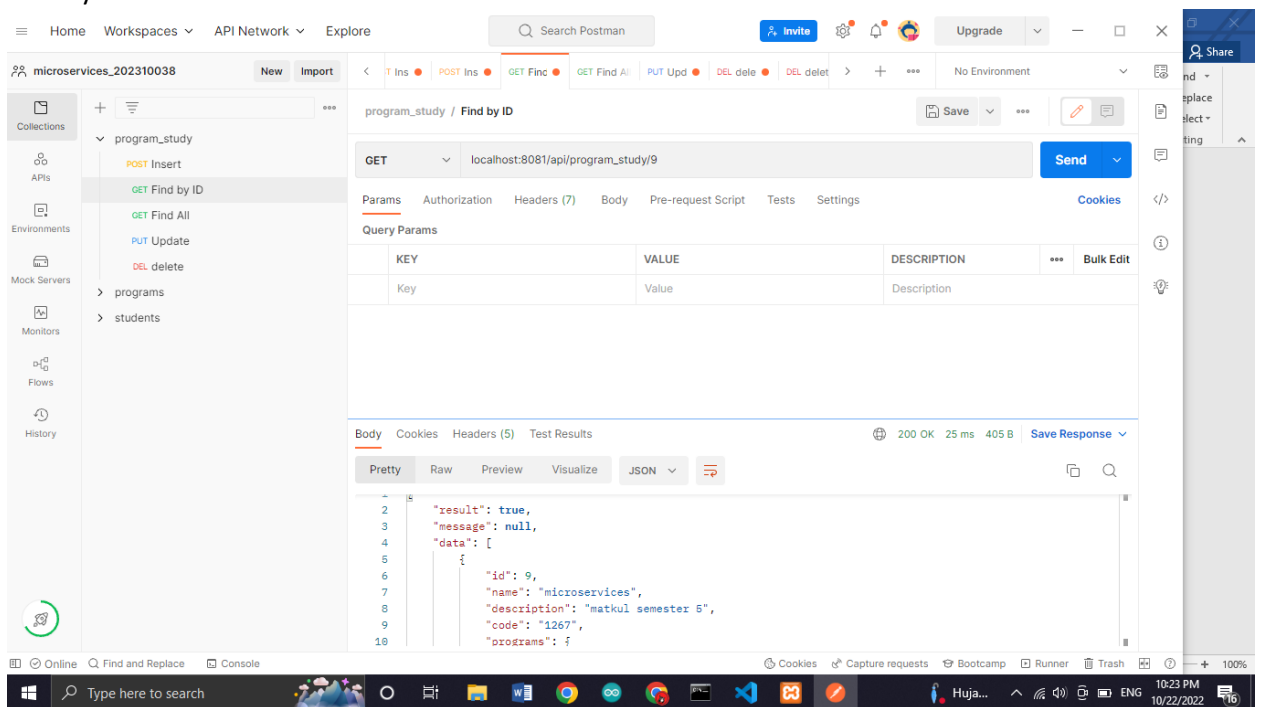 Home Workspaces API Network Explore Search Postman Invite Upgrade
Share
microservices_202310038 New Import T Ins POST Ins GET Finc GET Find Al PUT Upd DEL dele DEL delet No Environment
nd
eplace
elect
ting
Collections
APIs
Environments
Mock Servers
Monitors
Flows
History
program_study
POST Insert
GET Find by ID
GET Find All
PUT Update
DEL delete
programs
students
program_study / Find by ID Save
GET localhost:8081/api/program_study/9 Send
Params Authorization Headers (7) Body Pre-request Script Tests Settings Cookies
Query Params
KEY VALUE DESCRIPTION Bulk Edit
Key Value Description
Body Cookies Headers (5) Test Results 200 OK 25 ms 405 B Save Response
Pretty Raw Preview Visualize JSON
1 {
2 "result": true,
3 "message": null,
4 "data": [
5 {
6 "id": 9,
7 "name": "microservices",
8 "description": "matkul semester 5",
9 "code": "1267",
10 "programs": {
Online Find and Replace Console Cookies Capture requests Bootcamp Runner Trash 100%
Type here to search Huja... ENG 10:23 PM
10/22/2022 16